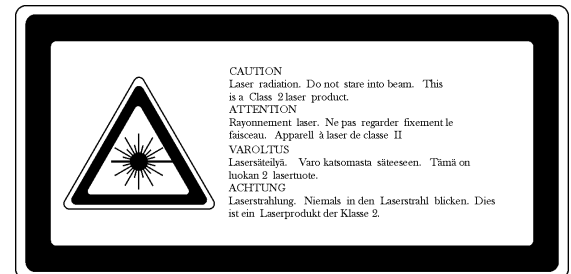 CAUTION
Laser radiation. Do not stare into beam. This
is a Class 2 laser product.
ATTENTION
Rayonnement laser. Ne pas regarder fixement le
faisceau. Apparell à laser de classe II
VAROLTUS
Lasersäteilyä. Varo katsomasta säteeseen. Tämä on
luokan 2 lasertuote.
ACHTUNG
Laserstrahlung. Niemals in den Laserstrahl blicken. Dies
ist ein Laserprodukt der Klasse 2.